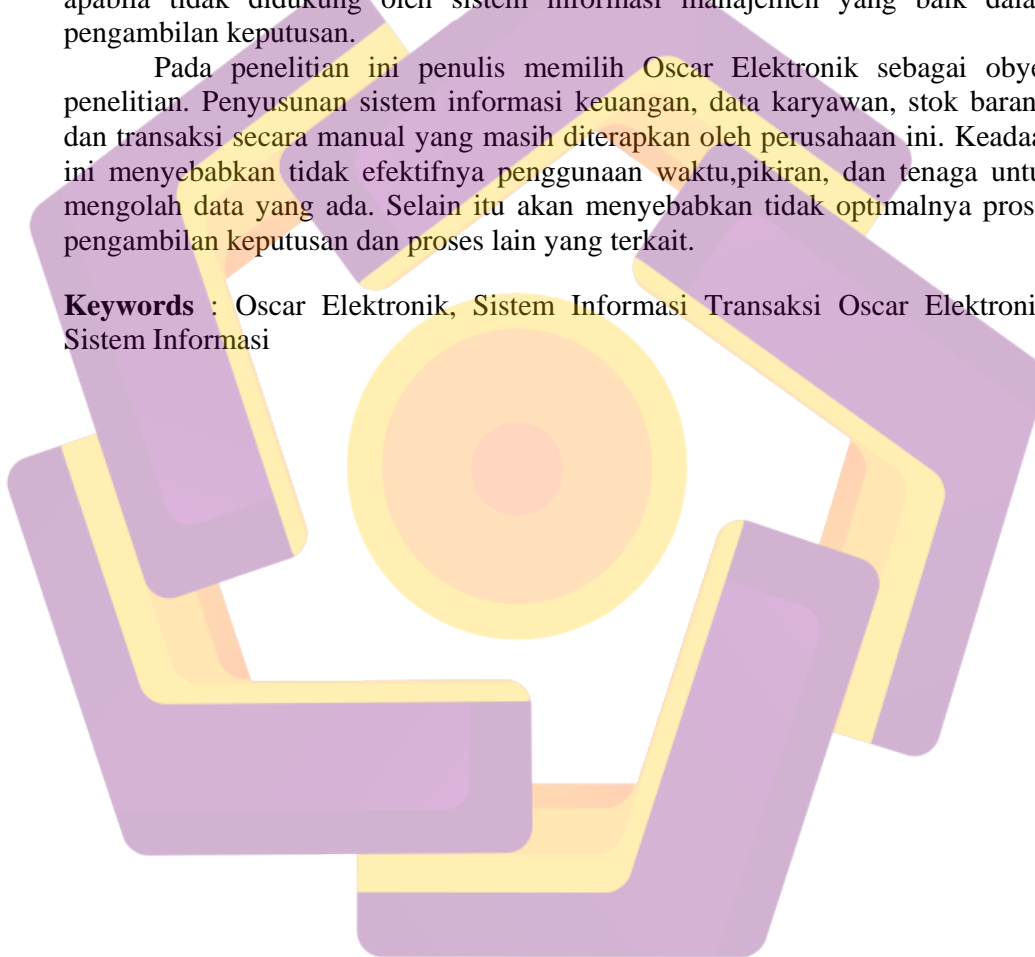 apabila tidak didukung oleh sistem informasi manajemen yang baik dala
pengambilan keputusan.
Pada penelitian ini penulis memilih Oscar Elektronik sebagai obye
penelitian. Penyusunan sistem informasi keuangan, data karyawan, stok baran
dan transaksi secara manual yang masih diterapkan oleh perusahaan ini. Keadaa
ini menyebabkan tidak efektifnya penggunaan waktu,pikiran, dan tenaga untu
mengolah data yang ada. Selain itu akan menyebabkan tidak optimalnya pros
pengambilan keputusan dan proses lain yang terkait.
Keywords : Oscar Elektronik, Sistem Informasi Transaksi Oscar Elektroni
Sistem Informasi